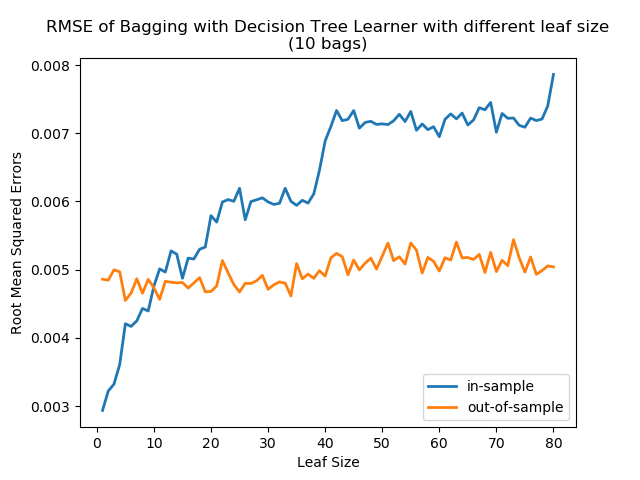 RMSE of Bagging with Decision Tree Learner with different leaf size
(10 bags)
0.008
0.007
0.006
0.005
0.004
0.003
Root Mean Squared Errors
in-sample
out-of-sample
0 10 20 30 40 50 60 70 80
Leaf Size